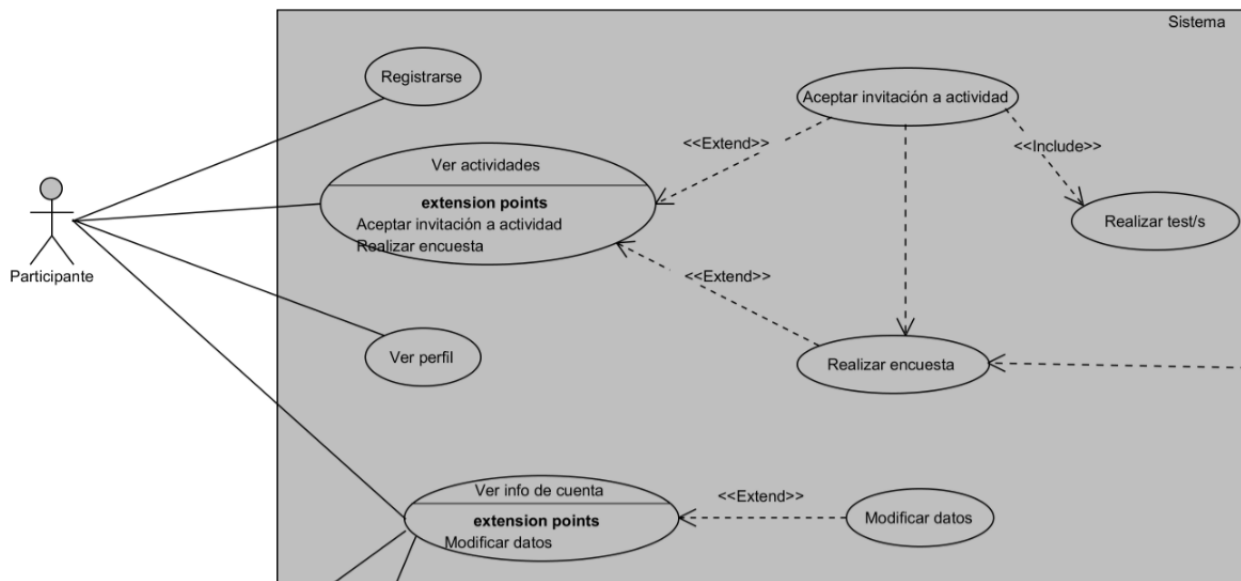 Sistema
Registrarse
Aceptar invitación a actividad
<<Extend>>
<<Include>>
Ver actividades
extension points
Aceptar invitación a actividad
Realizar encuesta
Realizar test/s
Participante
<<Extend>>
Ver perfil
Realizar encuesta
Ver info de cuenta
extension points
Modificar datos
<<Extend>>
Modificar datos